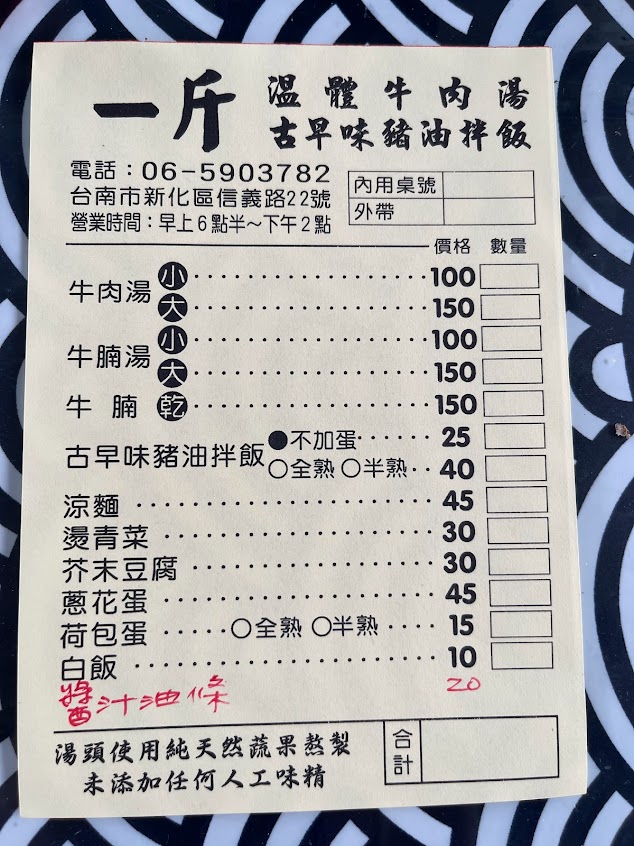 一斤
溫體牛肉湯
古早味豬油拌飯
電話：06-5903782
台南市新化區信義路22號
營業時間：早上6點半～下午2點
內用桌號
外帶
價格 數量
牛肉湯 小 100
大 150
牛腩湯 小 100
大 150
牛腩 乾 150
古早味豬油拌飯 ●不加蛋 25
○全熟 ○半熟 40
涼麵 45
燙青菜 30
芥末豆腐 30
蔥花蛋 45
荷包蛋 ○全熟 ○半熟 15
白飯 10
醬汁油條 20
湯頭使用純天然蔬果熬製
未添加任何人工味精
合計